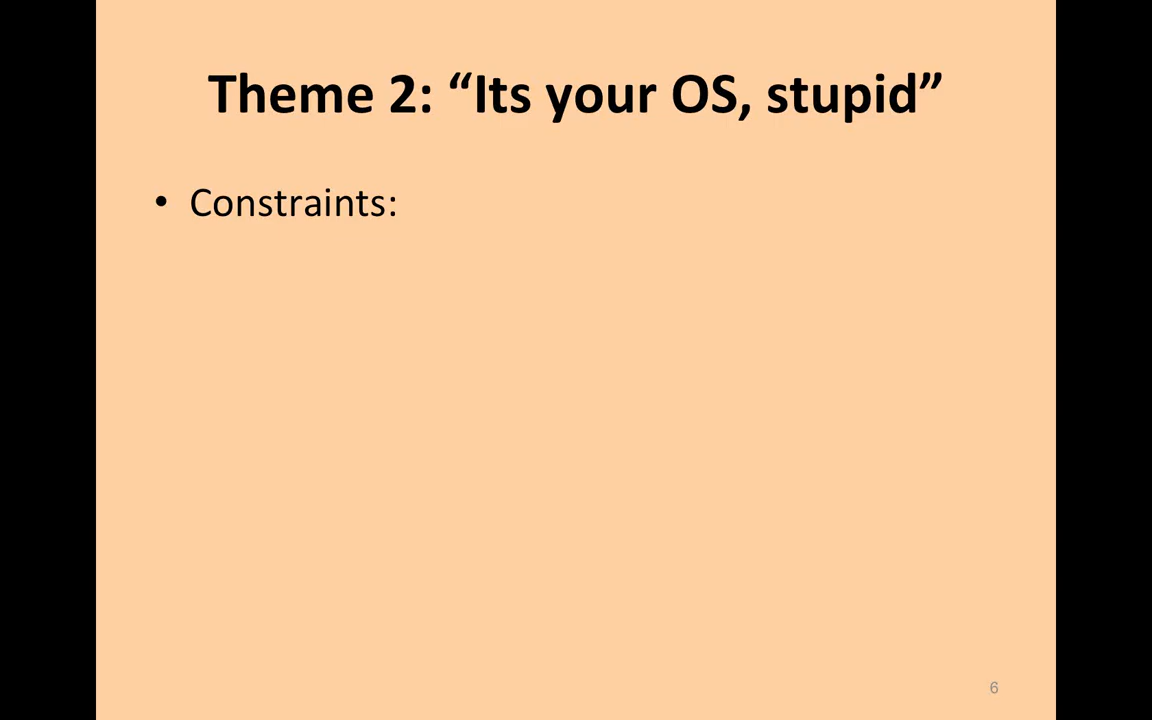 Theme 2: “Its your OS, stupid”
• Constraints:
6